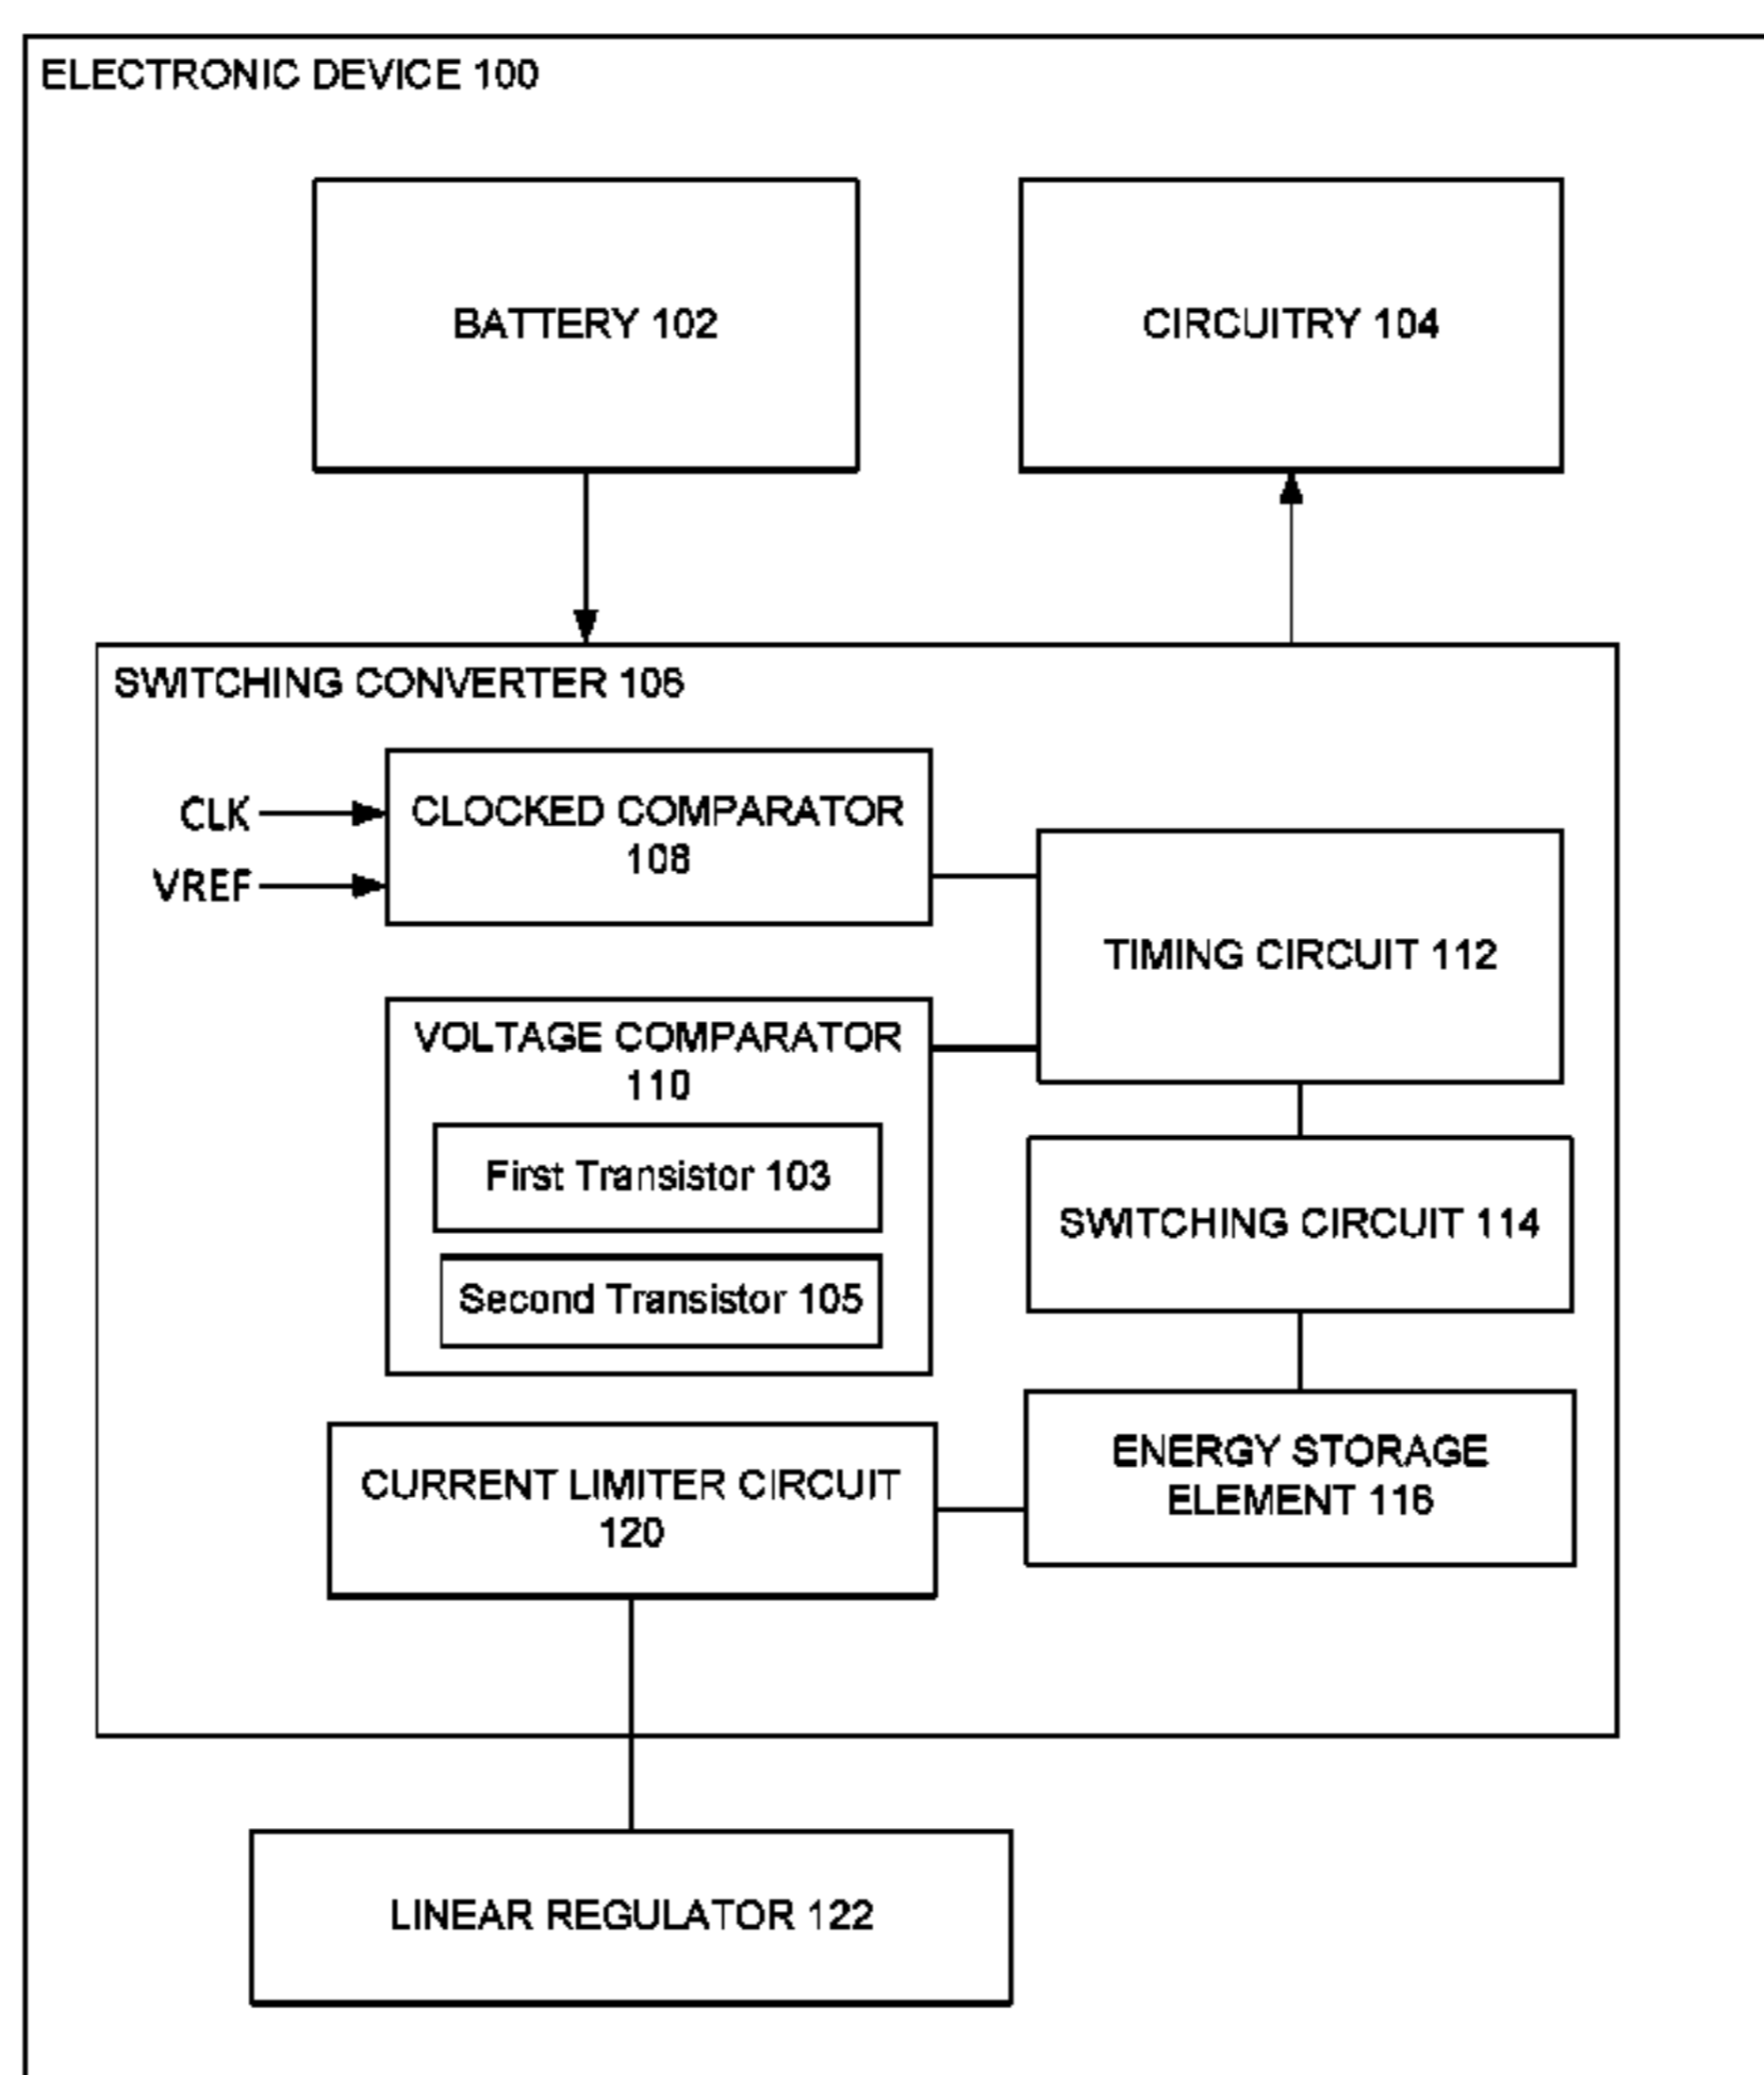 ELECTRONIC DEVICE 100
BATTERY 102
CIRCUITRY 104
SWITCHING CONVERTER 106
CLK
CLOCKED COMPARATOR
108
VREF
TIMING CIRCUIT 112
VOLTAGE COMPARATOR
110
First Transistor 103
SWITCHING CIRCUIT 114
Second Transistor 105
ENERGY STORAGE
ELEMENT 116
CURRENT LIMITER CIRCUIT
120
LINEAR REGULATOR 122